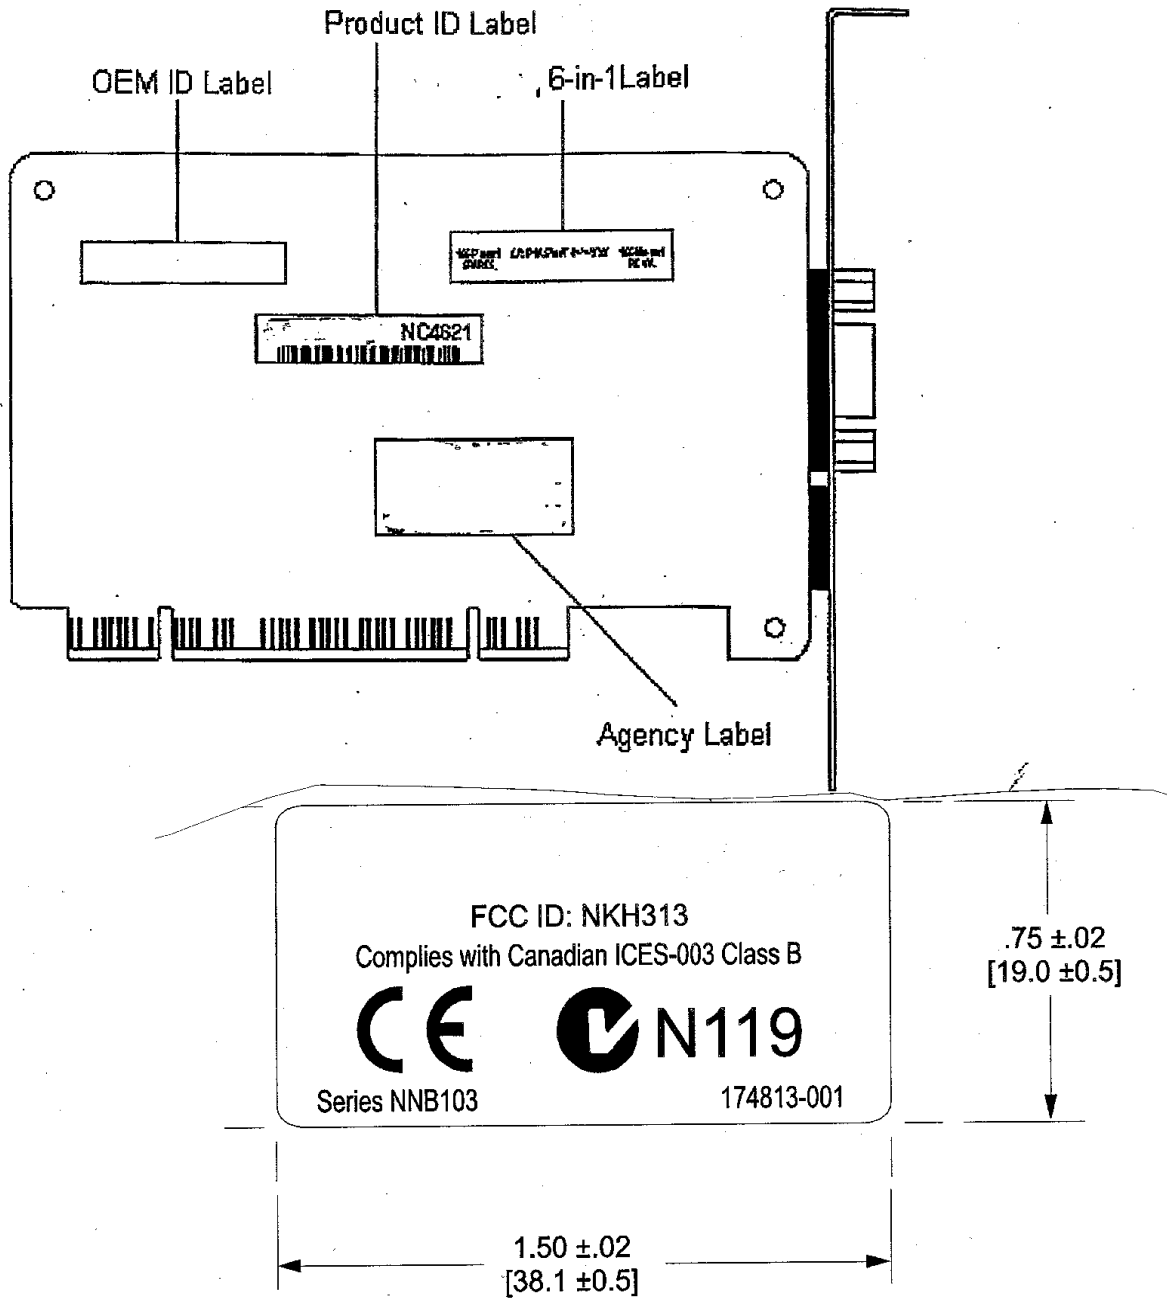 Product ID Label
OEM ID Label
6-in-1Label
NC4621
Agency Label
FCC ID: NKH313
Complies with Canadian ICES-003 Class B
CE N119
Series NNB103 174813-001
.75 ±.02
[19.0 ±0.5]
1.50 ±.02
[38.1 ±0.5]